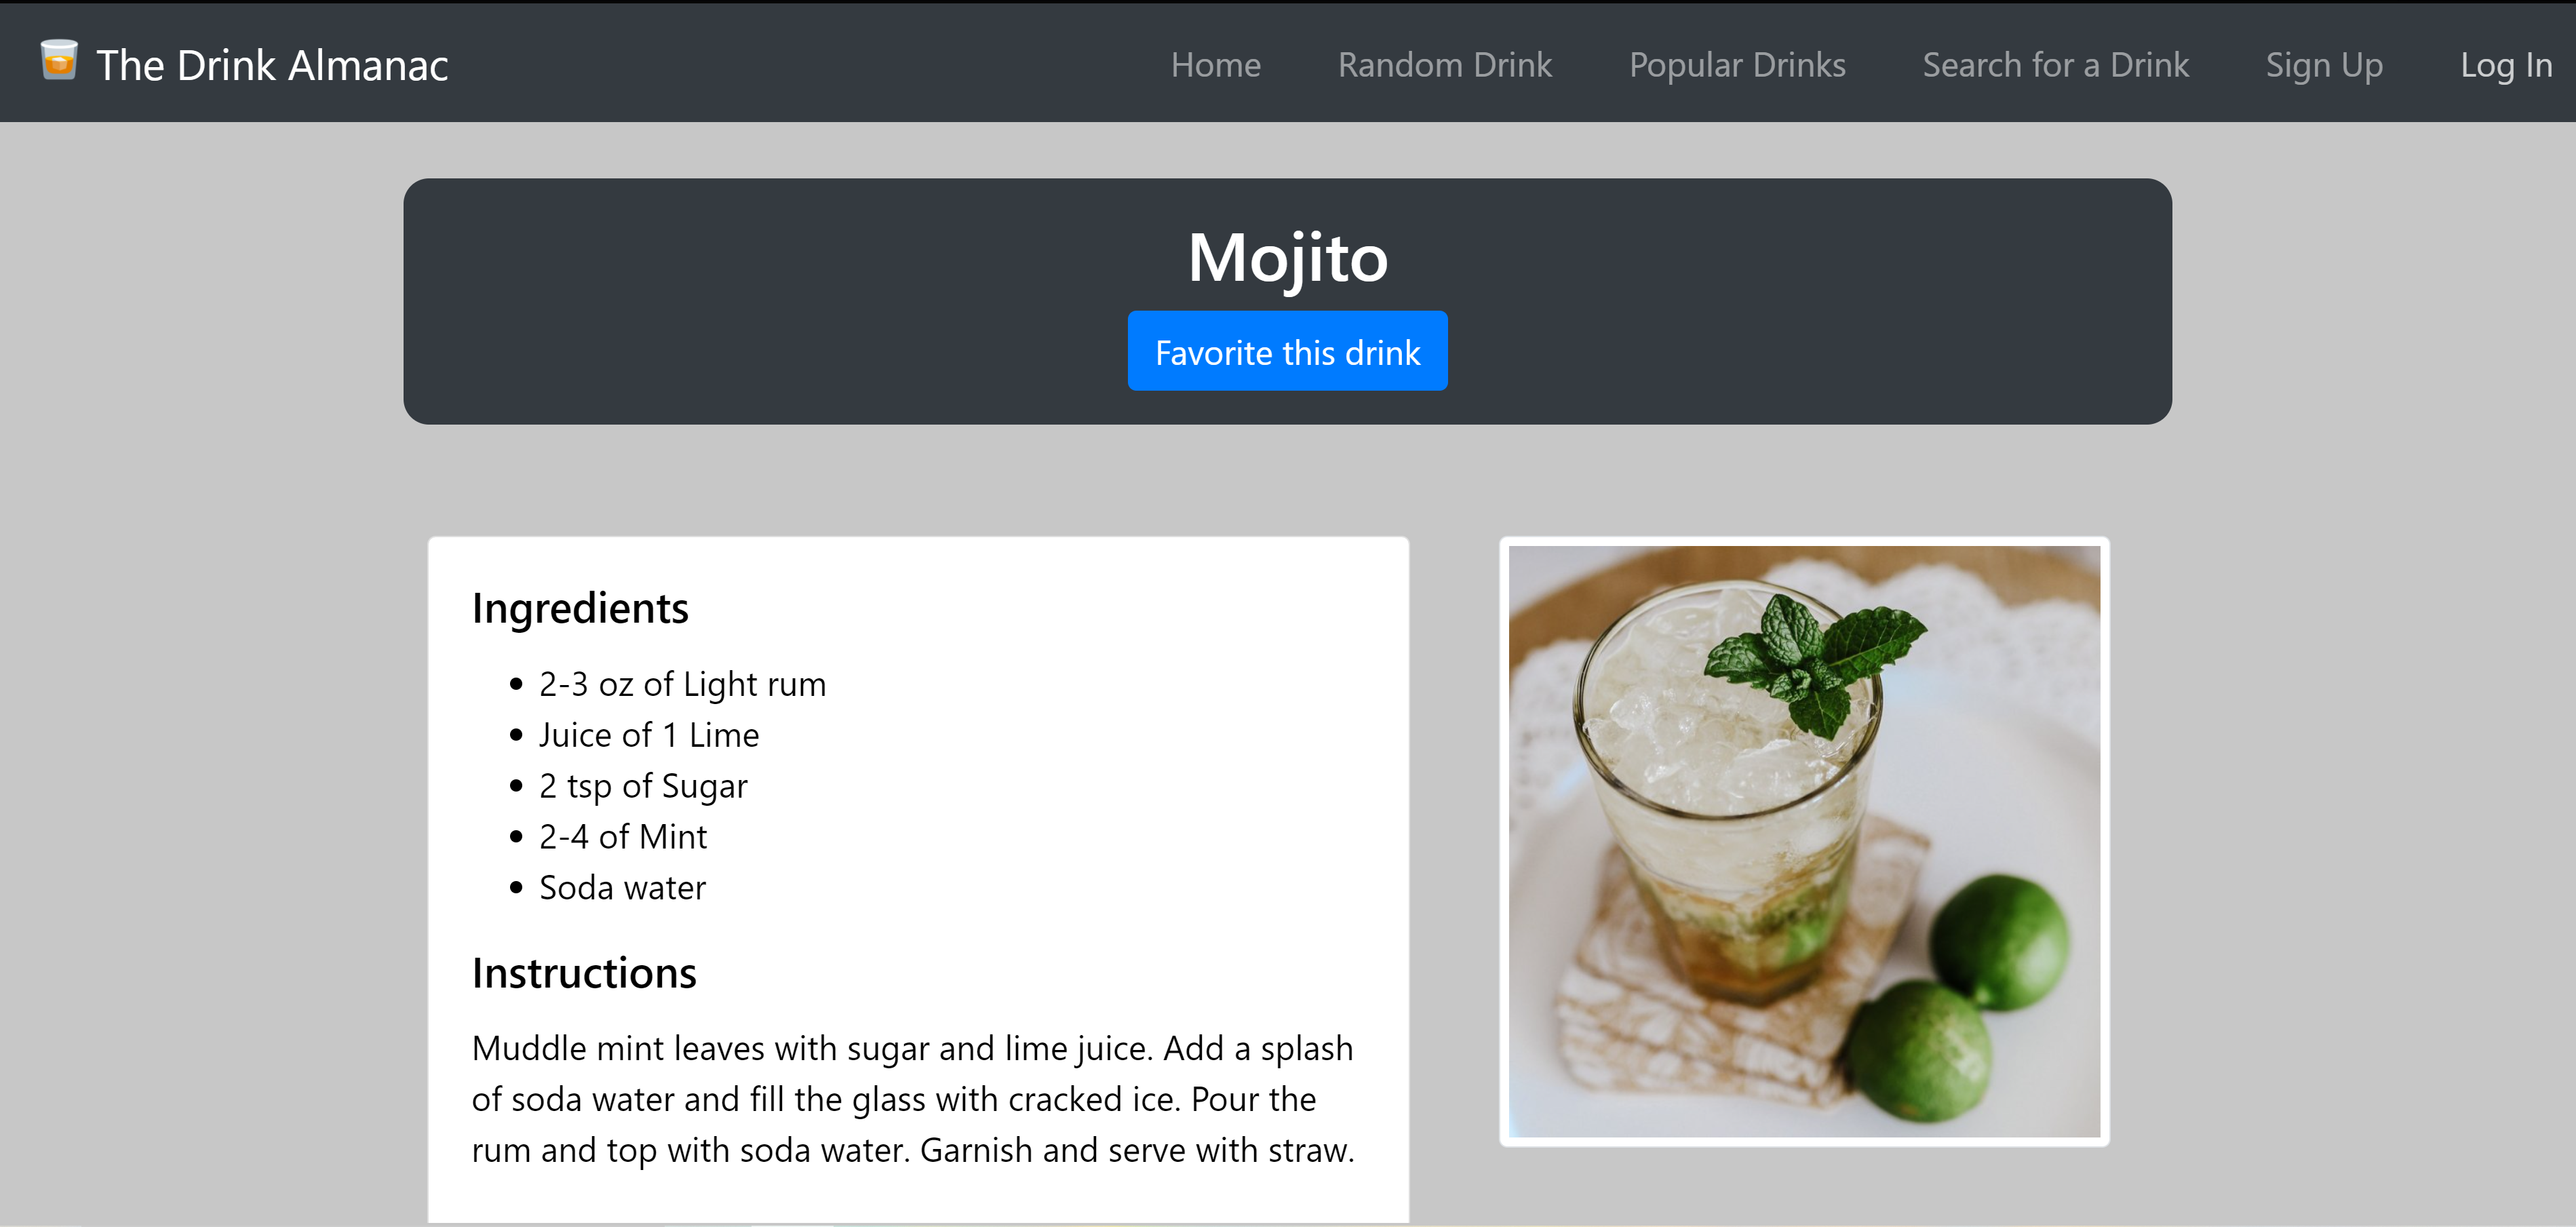 The Drink Almanac
Home Random Drink Popular Drinks Search for a Drink Sign Up Log In
Mojito
Favorite this drink
Ingredients
2-3 oz of Light rum
Juice of 1 Lime
2 tsp of Sugar
2-4 of Mint
Soda water
Instructions
Muddle mint leaves with sugar and lime juice. Add a splash
of soda water and fill the glass with cracked ice. Pour the
rum and top with soda water. Garnish and serve with straw.